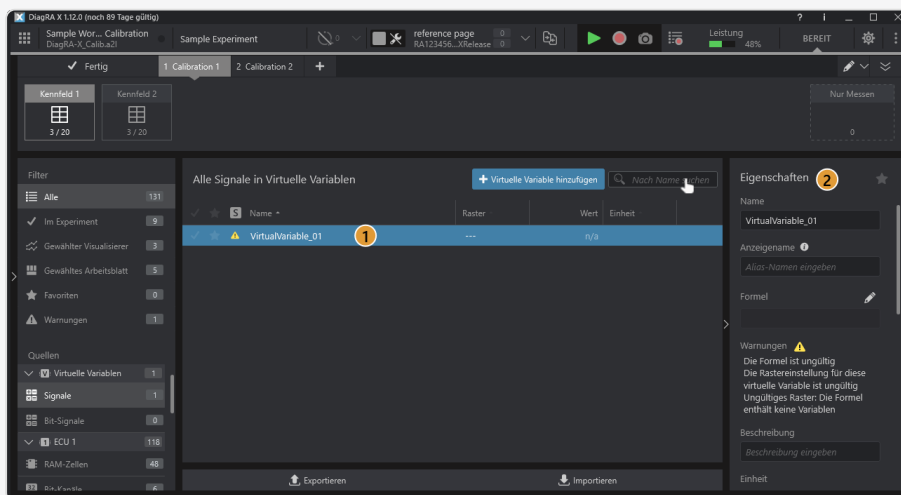 DiagRA X 1.12.0 (noch 89 Tage gültig)
? i
Sample Wor... Calibration
DiagRA-X_Calib.a2l
Sample Experiment
0
reference page 0
RA123456...XRelease 0
Leistung
48%
BEREIT
Fertig
1 Calibration 1
2 Calibration 2
+
Kennfeld 1
3 / 20
Kennfeld 2
3 / 20
Nur Messen
0
Filter
Alle 131
Im Experiment 9
Gewählter Visualisierer 3
Gewähltes Arbeitsblatt 5
Favoriten 0
Warnungen 1
Quellen
V Virtuelle Variablen 1
Signale 1
Bit-Signale 0
1 ECU 1 118
RAM-Zellen 48
Bit-Kanäle 6
Alle Signale in Virtuelle Variablen
+ Virtuelle Variable hinzufügen
Nach Name suchen
S Name Raster Wert Einheit
VirtualVariable_01 1 --- n/a
Exportieren
Importieren
Eigenschaften 2
Name
VirtualVariable_01
Anzeigename i
Alias-Namen eingeben
Formel
Warnungen
Die Formel ist ungültig
Die Rastereinstellung für diese
virtuelle Variable ist ungültig
Ungültiges Raster: Die Formel
enthält keine Variablen
Beschreibung
Beschreibung eingeben
Einheit